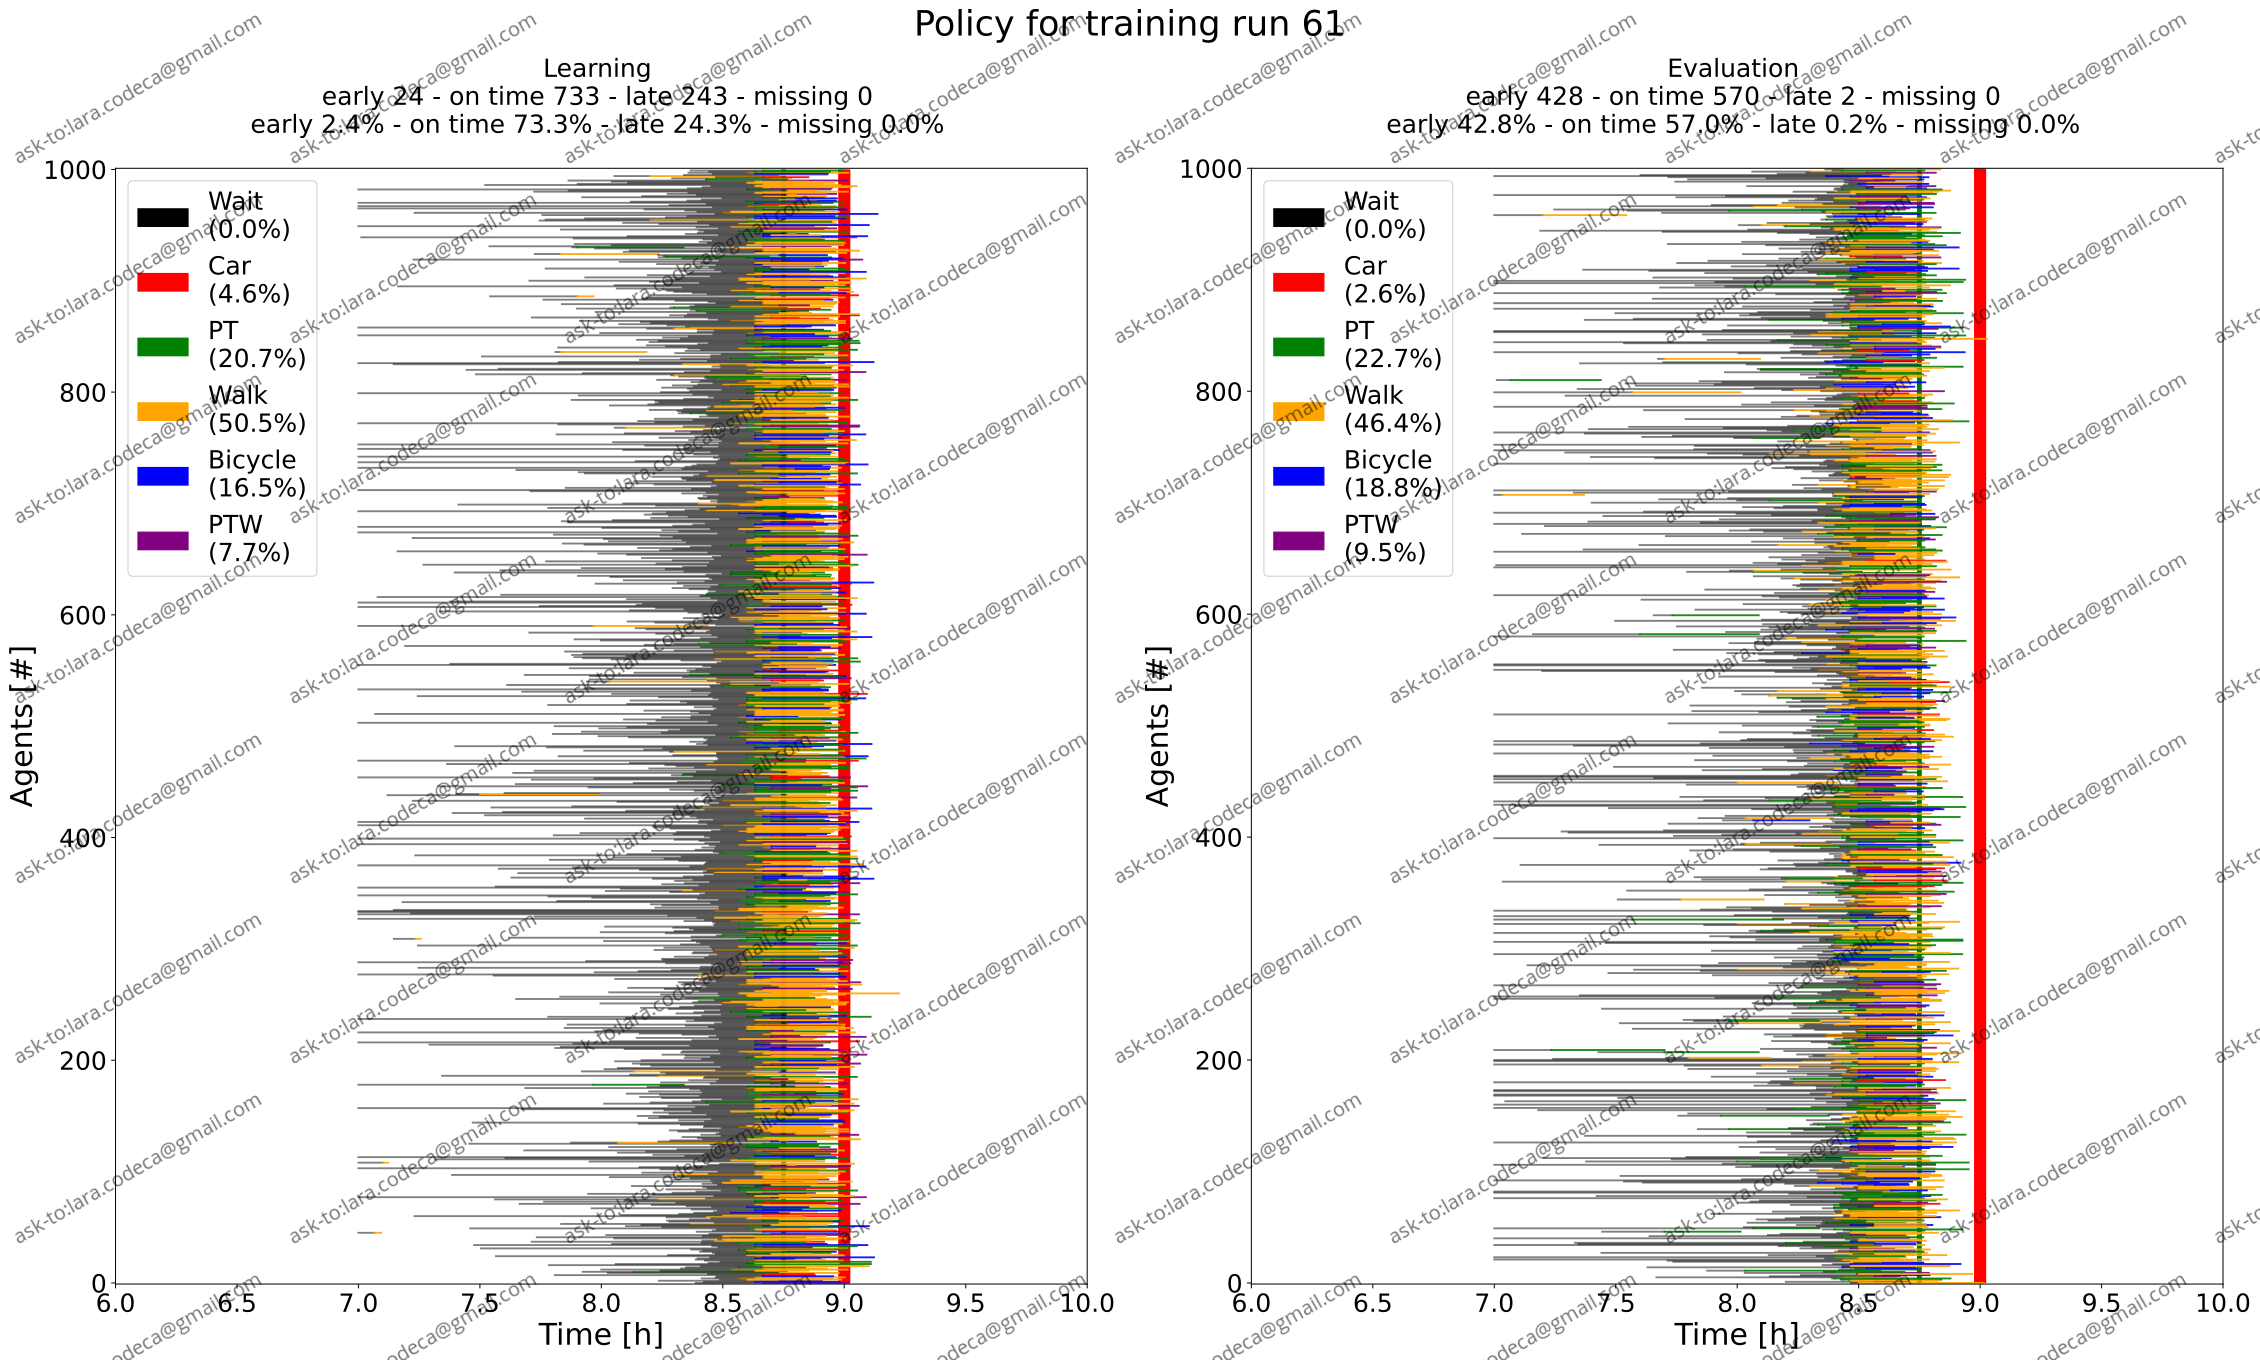 Policy for training run 61
Learning
early 24 - on time 733 - late 243 - missing 0
early 2.4% - on time 73.3% - late 24.3% - missing 0.0%
1000
800
600
400
200
0
Agents [#]
Wait
(0.0%)
Car
(4.6%)
PT
(20.7%)
Walk
(50.5%)
Bicycle
(16.5%)
PTW
(7.7%)
6.0 6.5 7.0 7.5 8.0 8.5 9.0 9.5 10.0
Time [h]
Evaluation
early 428 - on time 570 - late 2 - missing 0
early 42.8% - on time 57.0% - late 0.2% - missing 0.0%
1000
800
600
400
200
0
Agents [#]
Wait
(0.0%)
Car
(2.6%)
PT
(22.7%)
Walk
(46.4%)
Bicycle
(18.8%)
PTW
(9.5%)
6.0 6.5 7.0 7.5 8.0 8.5 9.0 9.5 10.0
Time [h]
ask-to:lara.codeca@gmail.com